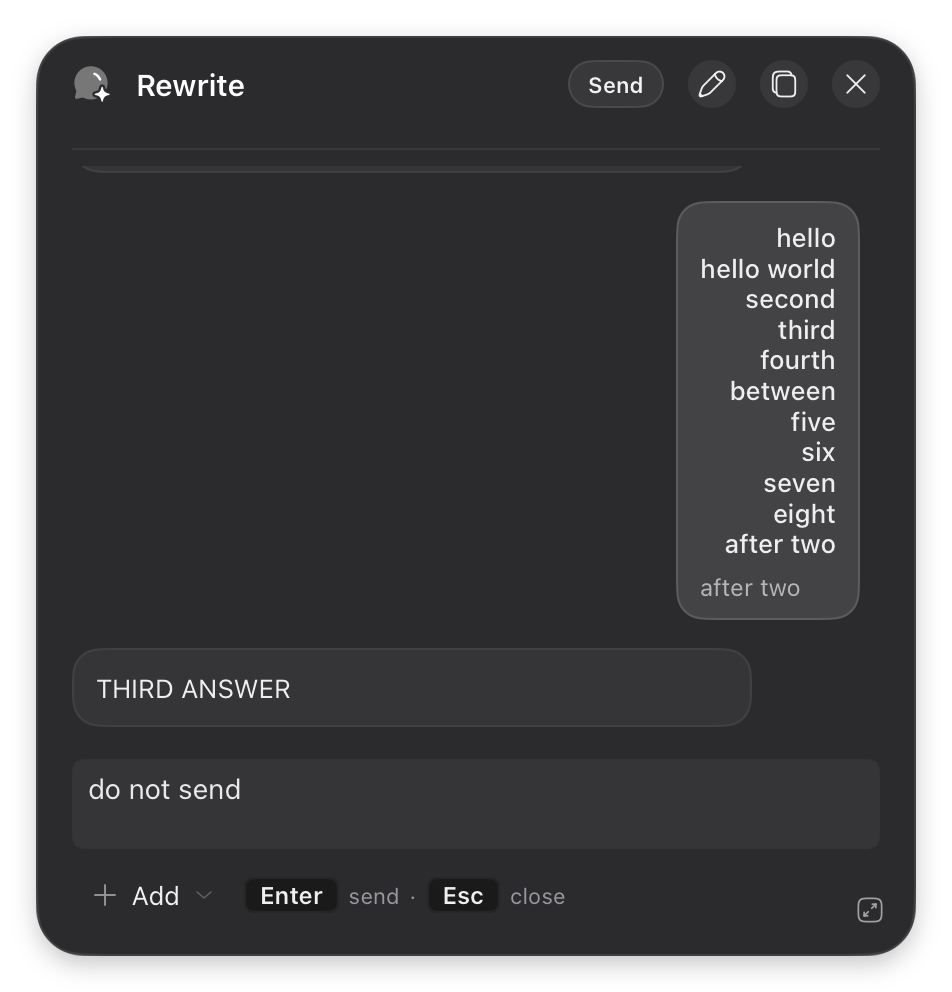 Rewrite
Send
hello
hello world
second
third
fourth
between
five
six
seven
eight
after two
after two
THIRD ANSWER
do not send
Add
Enter send · Esc close